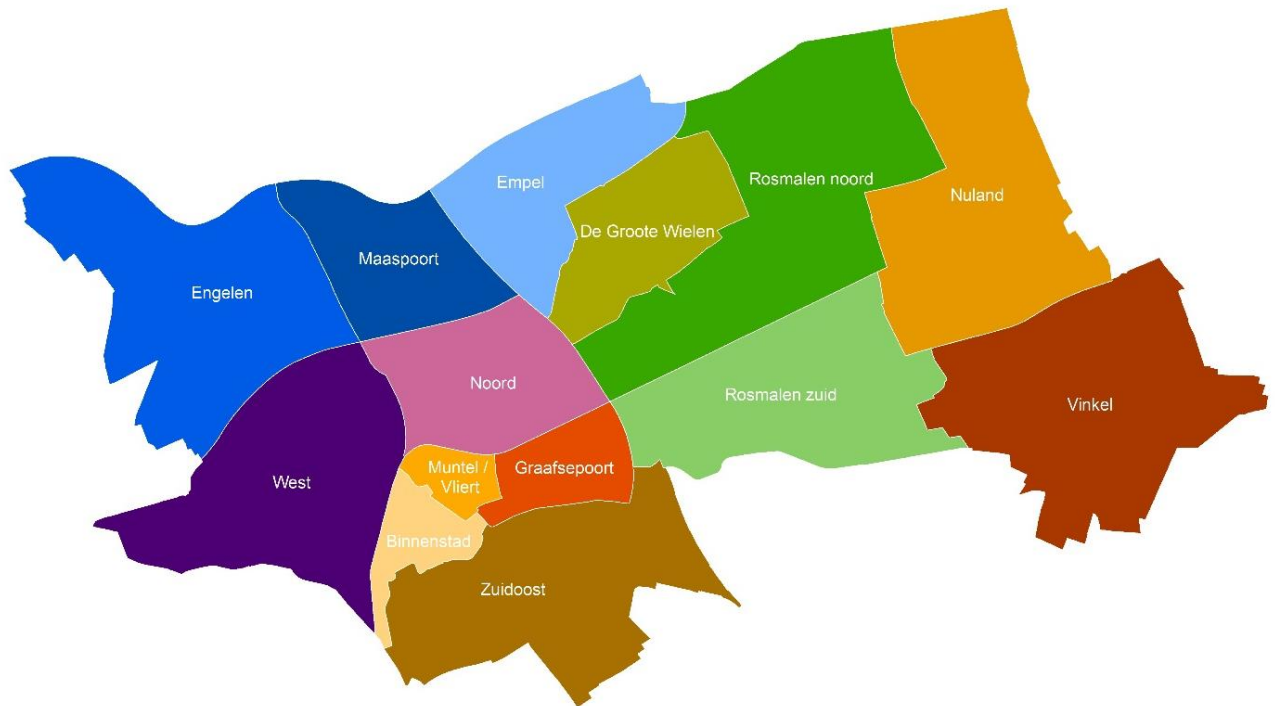 Empel
Rosmalen noord
Nuland
De Groote Wielen
Maaspoort
Engelen
Noord
Rosmalen zuid
Vinkel
Muntel /
Vliert
Graafsepoort
West
Binnenstad
Zuidoost